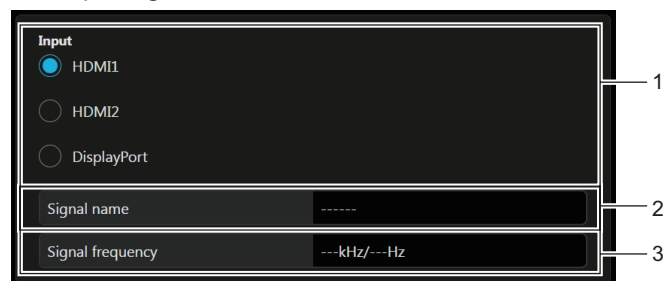 Input
HDMI1
1
HDMI2
DisplayPort
Signal name ------ 2
Signal frequency ---kHz/---Hz 3